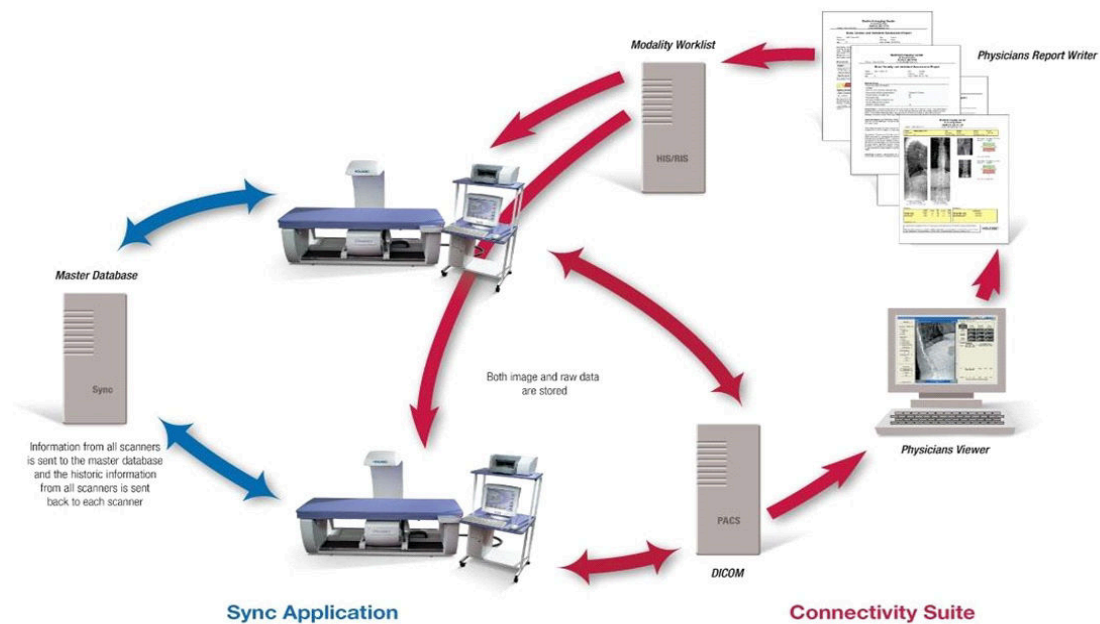 Modality Worklist
Physicians Report Writer
HIS/RIS
Master Database
Sync
Both image and raw data
are stored
Information from all scanners
is sent to the master database
and the historic information
from all scanners is sent
back to each scanner
Physicians Viewer
PACS
DICOM
Sync Application
Connectivity Suite